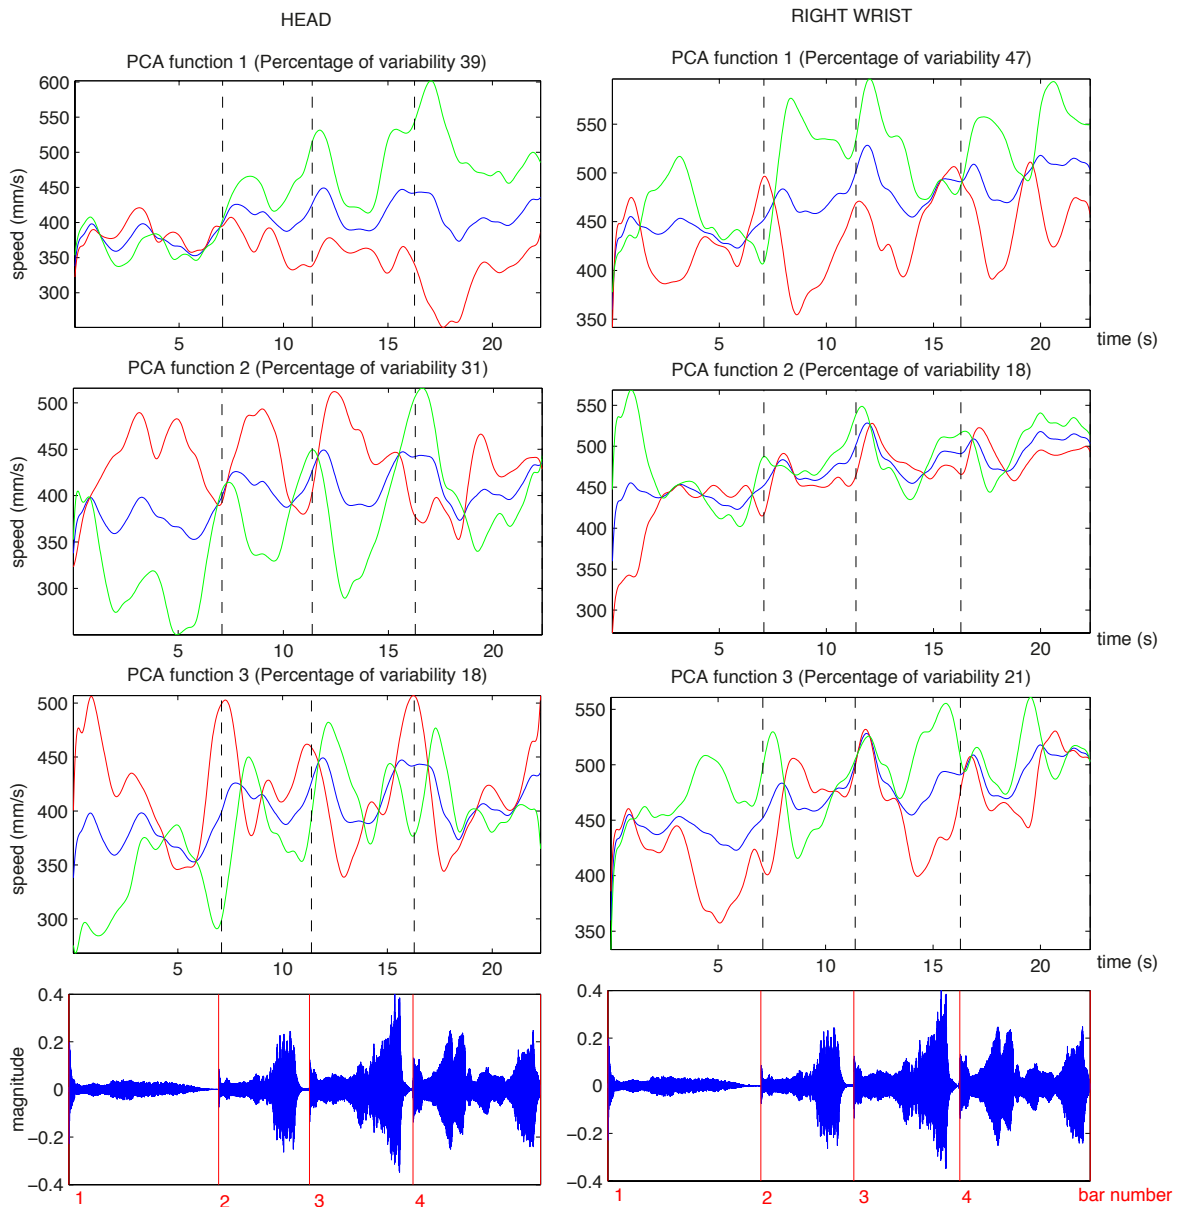 HEAD
RIGHT WRIST
PCA function 1 (Percentage of variability 39)
PCA function 1 (Percentage of variability 47)
speed (mm/s)
600
550
500
450
400
350
300
5 10 15 20
550
500
450
400
350
5 10 15 20
time (s)
PCA function 2 (Percentage of variability 31)
PCA function 2 (Percentage of variability 18)
speed (mm/s)
500
450
400
350
300
5 10 15 20
550
500
450
400
350
300
5 10 15 20
time (s)
PCA function 3 (Percentage of variability 18)
PCA function 3 (Percentage of variability 21)
speed (mm/s)
500
450
400
350
300
5 10 15 20
550
500
450
400
350
5 10 15 20
time (s)
magnitude
0.4
0.2
0
−0.2
−0.4
1 2 3 4
0.4
0.2
0
−0.2
−0.4
1 2 3 4
bar number